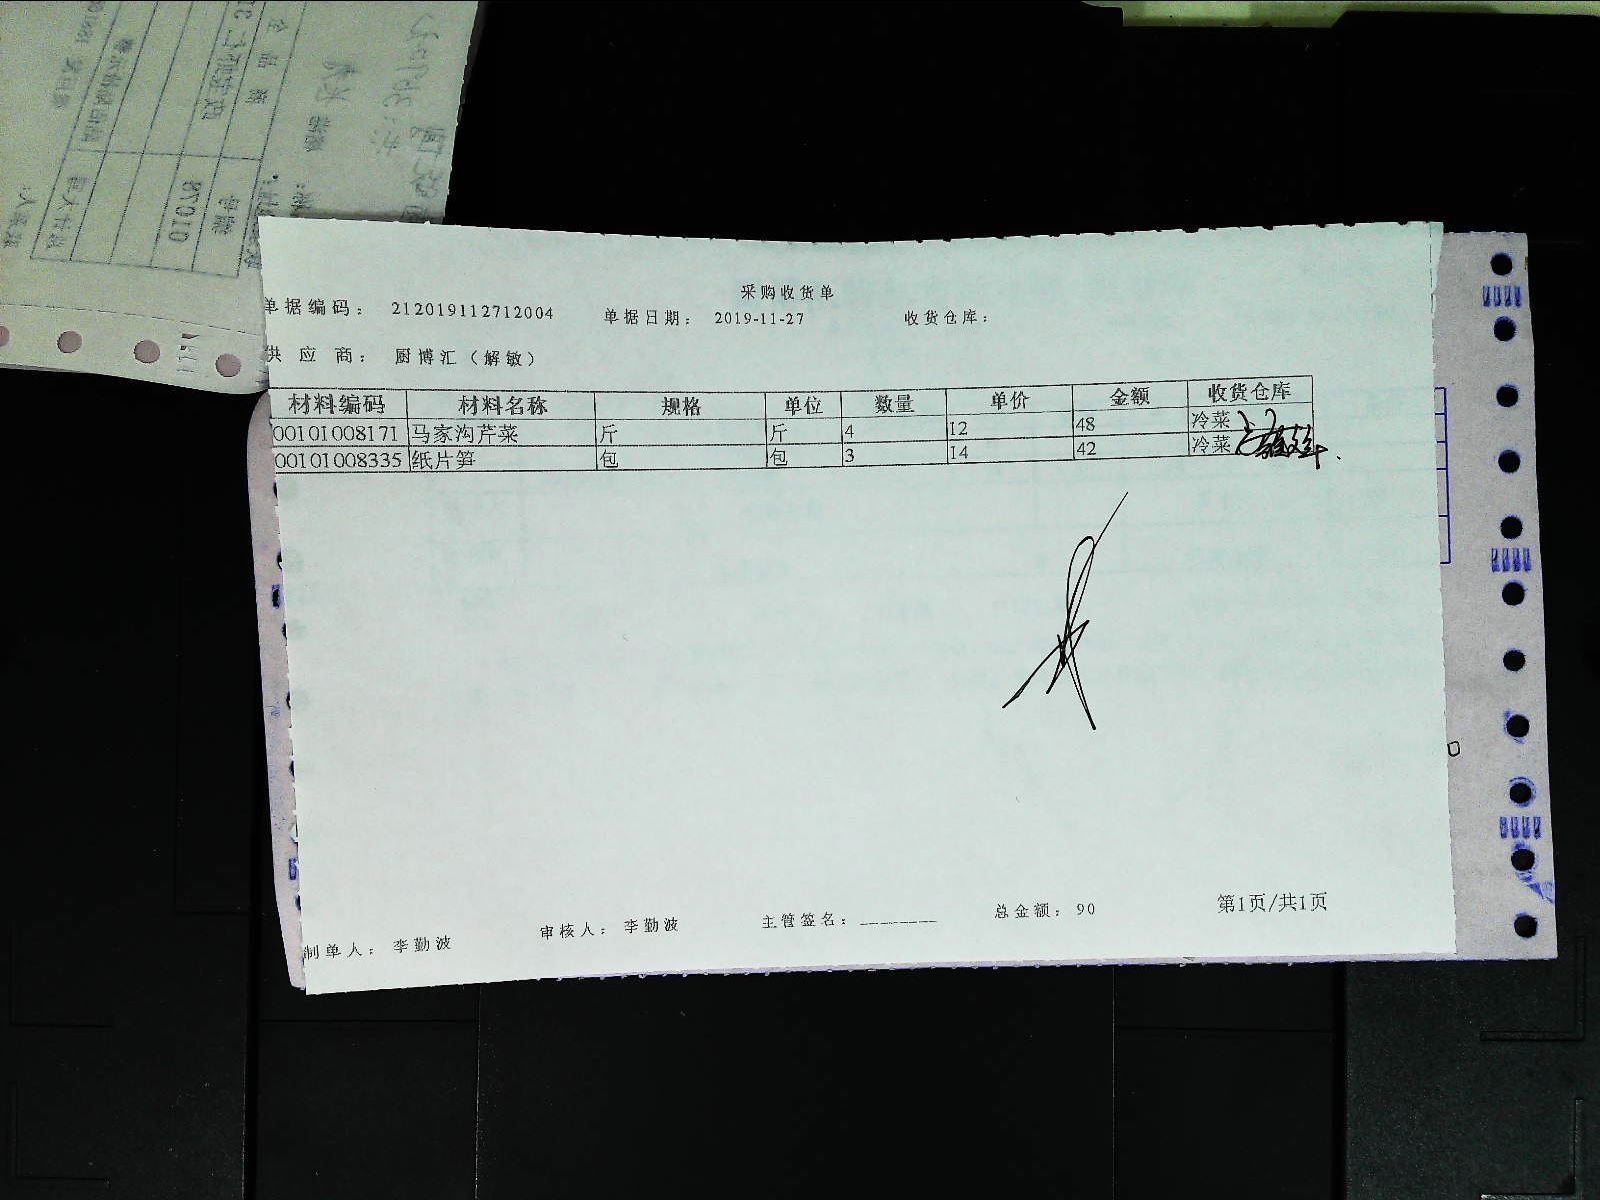 采购收货单
单据编码： 212019112712004 单据日期： 2019-11-27 收货仓库：
供 应 商： 厨博汇（解敏）
材料编码 材料名称 规格 单位 数量 单价 金额 收货仓库
00101008171 马家沟芹菜 斤 斤 4 12 48 冷菜
00101008335 纸片笋 包 包 3 14 42 冷菜
制单人： 李勤波 审核人： 李勤波 主管签名： ________ 总金额： 90 第1页/共1页